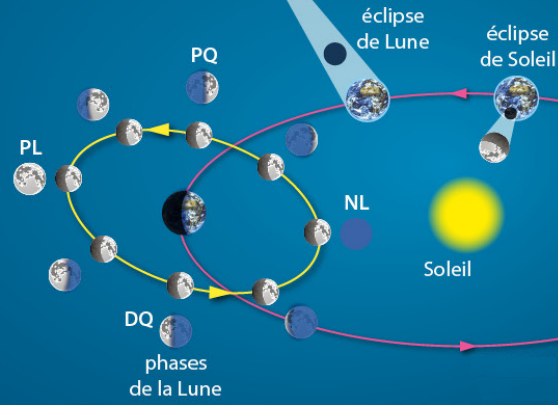 éclipse
de Lune
éclipse
de Soleil
PQ
PL
NL
Soleil
DQ
phases
de la Lune